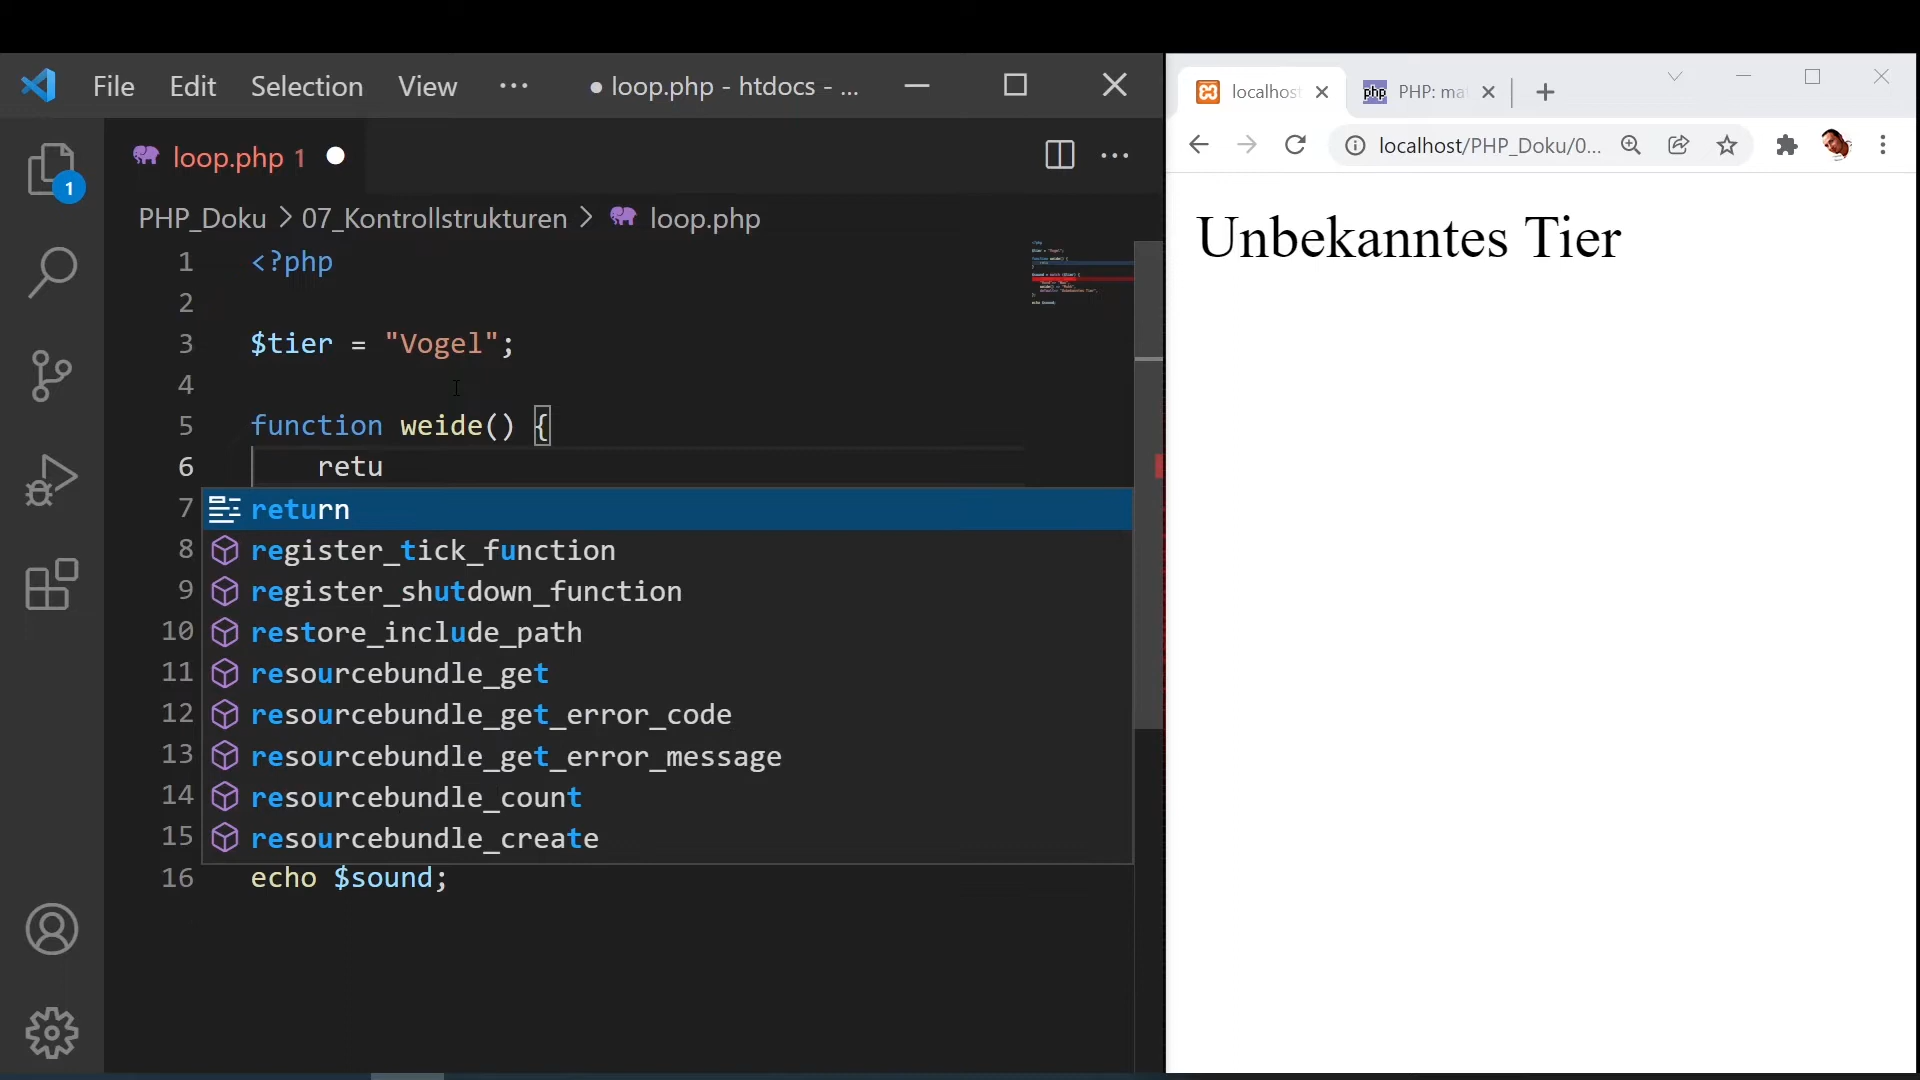 File Edit Selection View ··· ● loop.php - htdocs - ...
loop.php 1
PHP_Doku > 07_Kontrollstrukturen > loop.php
1 <?php
2
3 $tier = "Vogel";
4
5 function weide() {
6 retu
7 return
8 register_tick_function
9 register_shutdown_function
10 restore_include_path
11 resourcebundle_get
12 resourcebundle_get_error_code
13 resourcebundle_get_error_message
14 resourcebundle_count
15 resourcebundle_create
16 echo $sound;
1
localhos
php PHP: ma
localhost/PHP_Doku/0...
Unbekanntes Tier